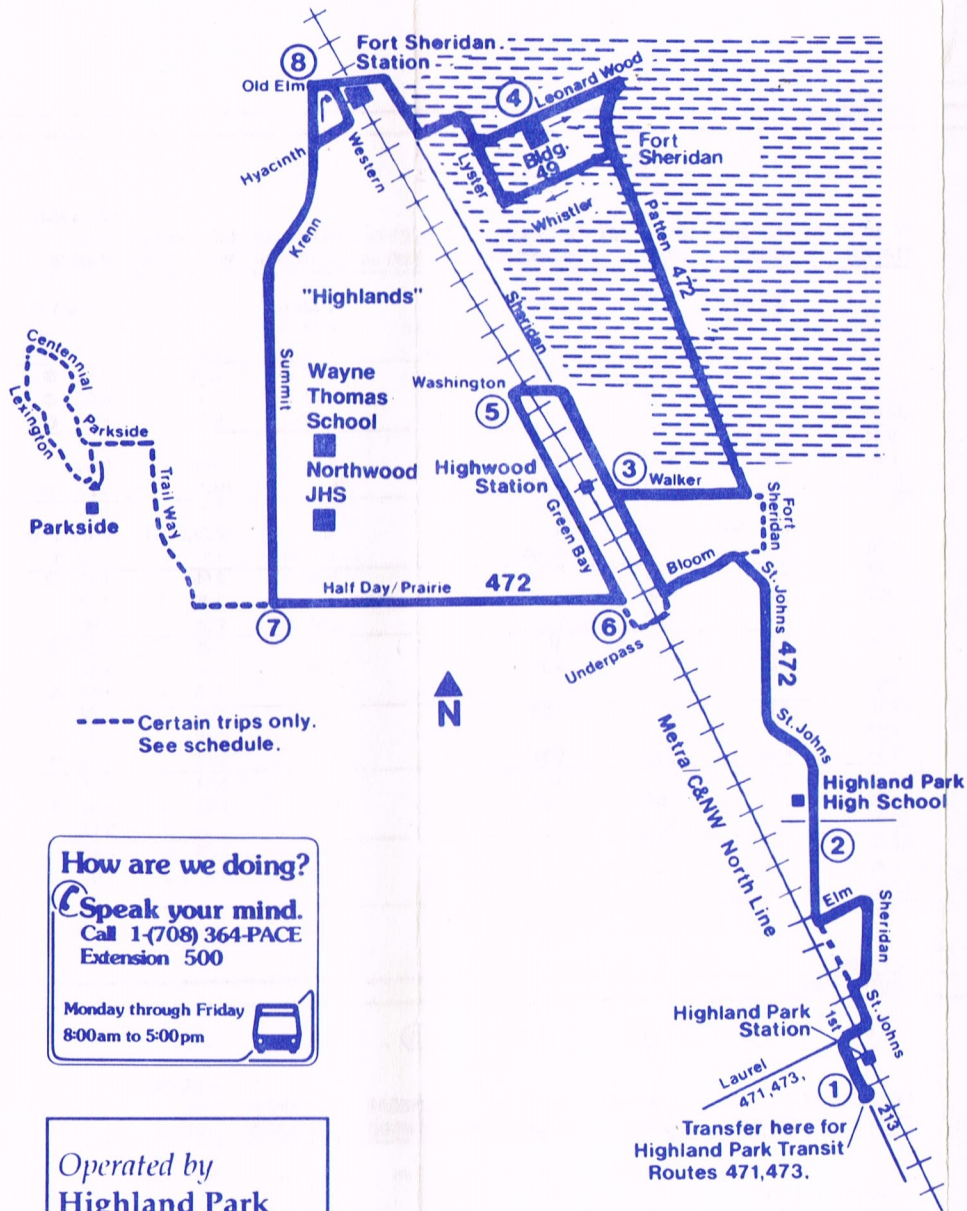 8
Fort Sheridan
Station
Old Elm
4
Leonard Wood
Bldg.
49
Fort
Sheridan
Hyacinth
Western
Lyster
Whistler
Patten
472
Krenn
"Highlands"
Sheridan
Centennial
Lexington
Parkside
Trail Way
Parkside
Summit
Wayne
Thomas
School
Northwood
JHS
Washington
5
Highwood
Station
3
Walker
Fort
Sheridan
Green Bay
Bloom
Half Day/Prairie 472
7
6
Underpass
St. Johns 472
N
St. Johns
Certain trips only.
See schedule.
Metra/C&NW North Line
Highland Park
High School
2
Elm
Sheridan
How are we doing?
Speak your mind.
Call 1-(708) 364-PACE
Extension 500
Monday through Friday
8:00am to 5:00pm
Highland Park
Station
1st
St. Johns
Laurel
471,473,
1
213
Transfer here for
Highland Park Transit
Routes 471,473.
Operated by
Highland Park